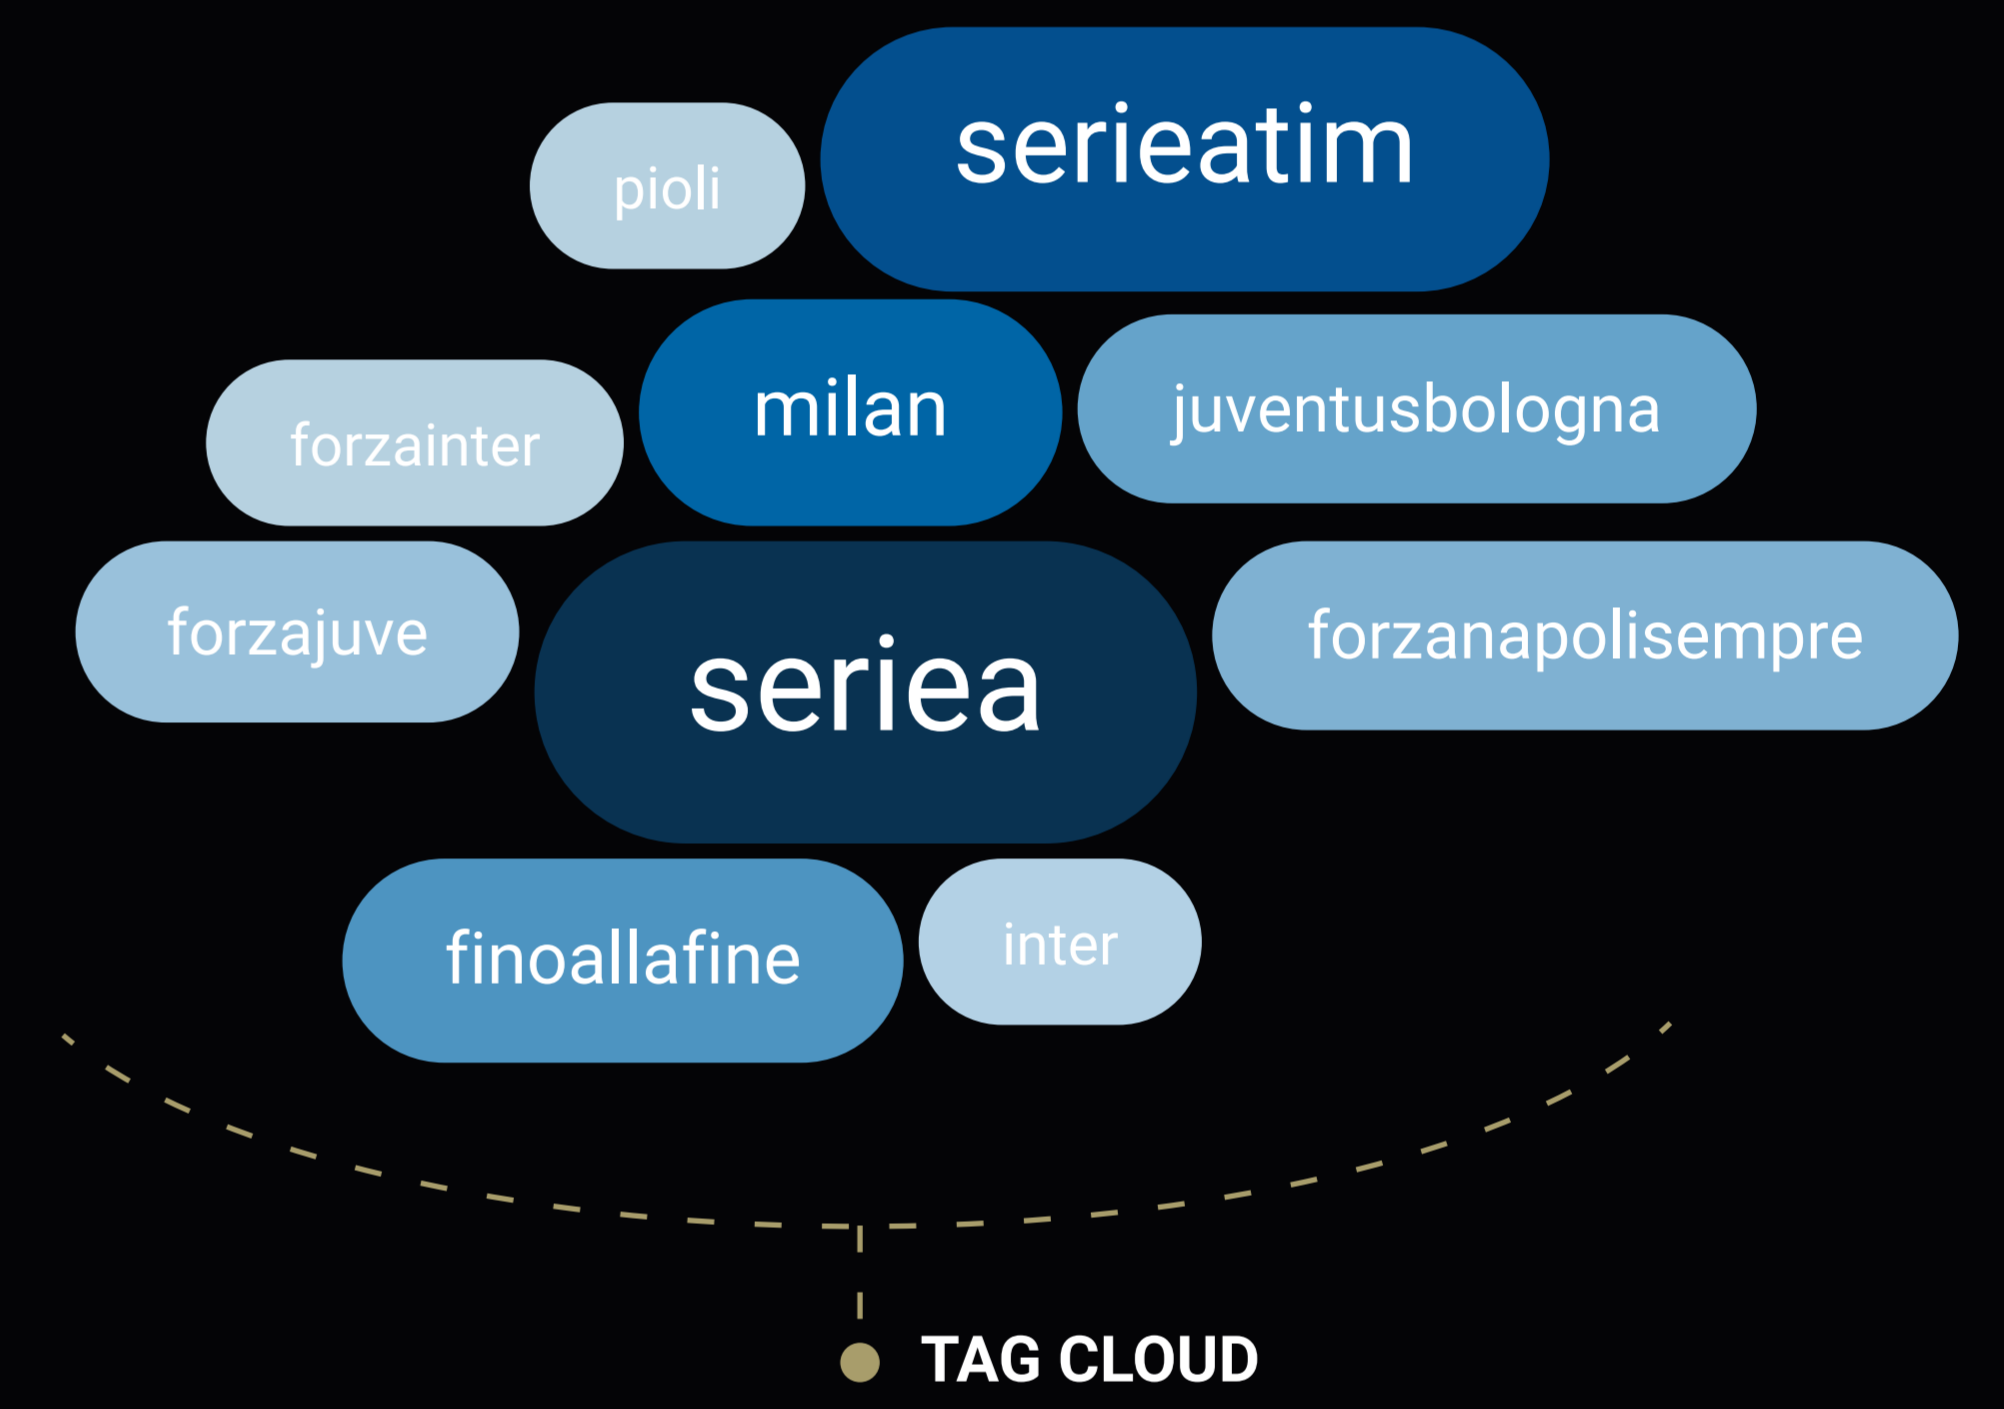 pioli
serieatim
milan
juventusbologna
forzainter
forzajuve
seriea
forzanapolisempre
finoallafine
inter
TAG CLOUD